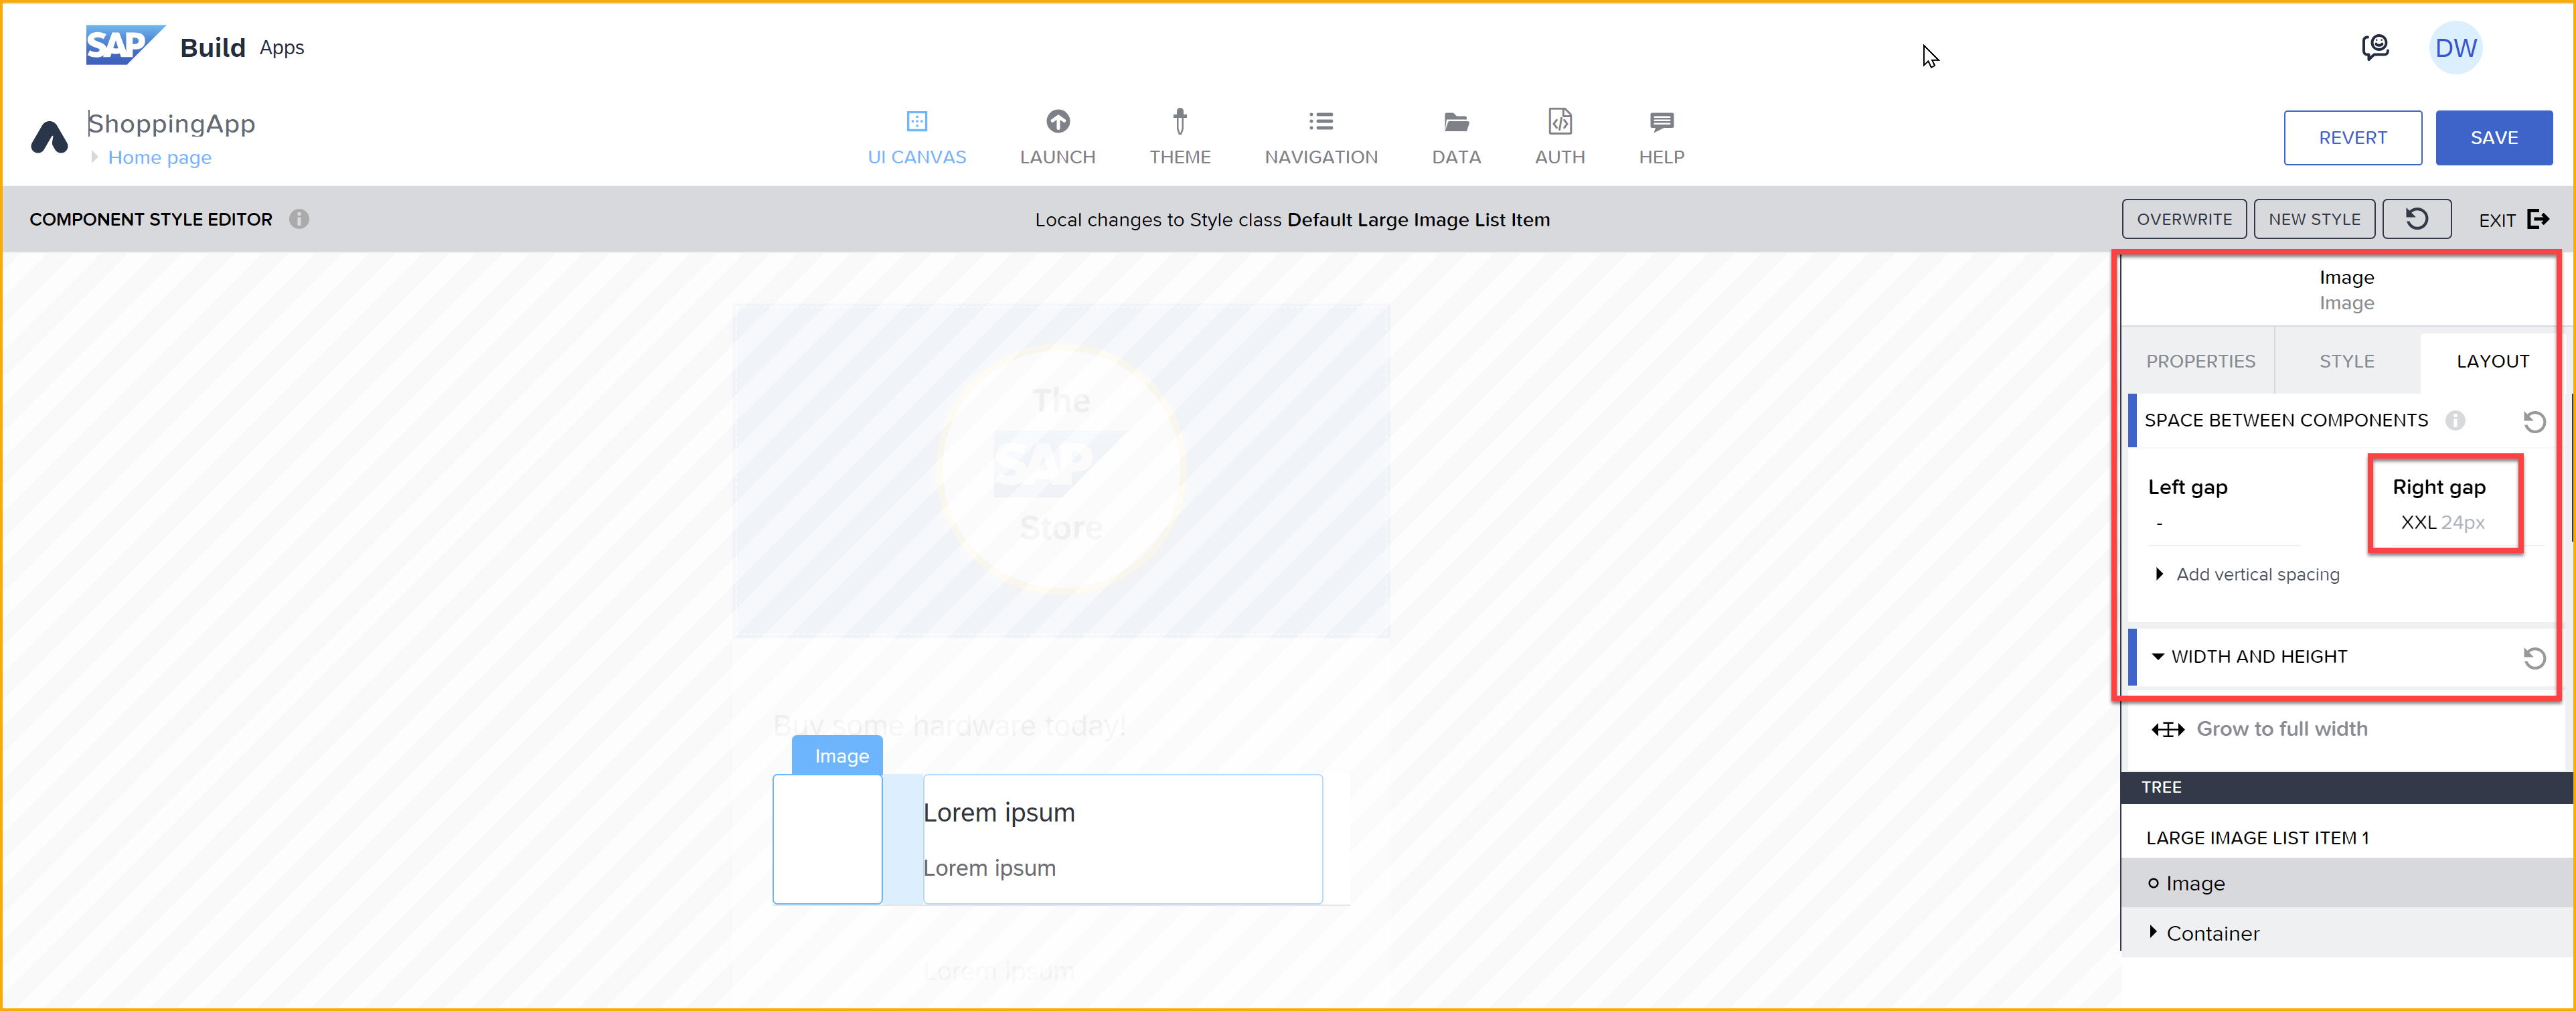 SAP Build Apps
DW
ShoppingApp
Home page
UI CANVAS
LAUNCH
THEME
NAVIGATION
DATA
AUTH
HELP
REVERT
SAVE
COMPONENT STYLE EDITOR
Local changes to Style class Default Large Image List Item
OVERWRITE
NEW STYLE
EXIT
Image
Image
PROPERTIES
STYLE
LAYOUT
SPACE BETWEEN COMPONENTS
Left gap
-
Right gap
XXL 24px
Add vertical spacing
WIDTH AND HEIGHT
Grow to full width
TREE
LARGE IMAGE LIST ITEM 1
Image
Container
The
SAP
Store
Buy some hardware today!
Image
Lorem ipsum
Lorem ipsum
Lorem ipsum